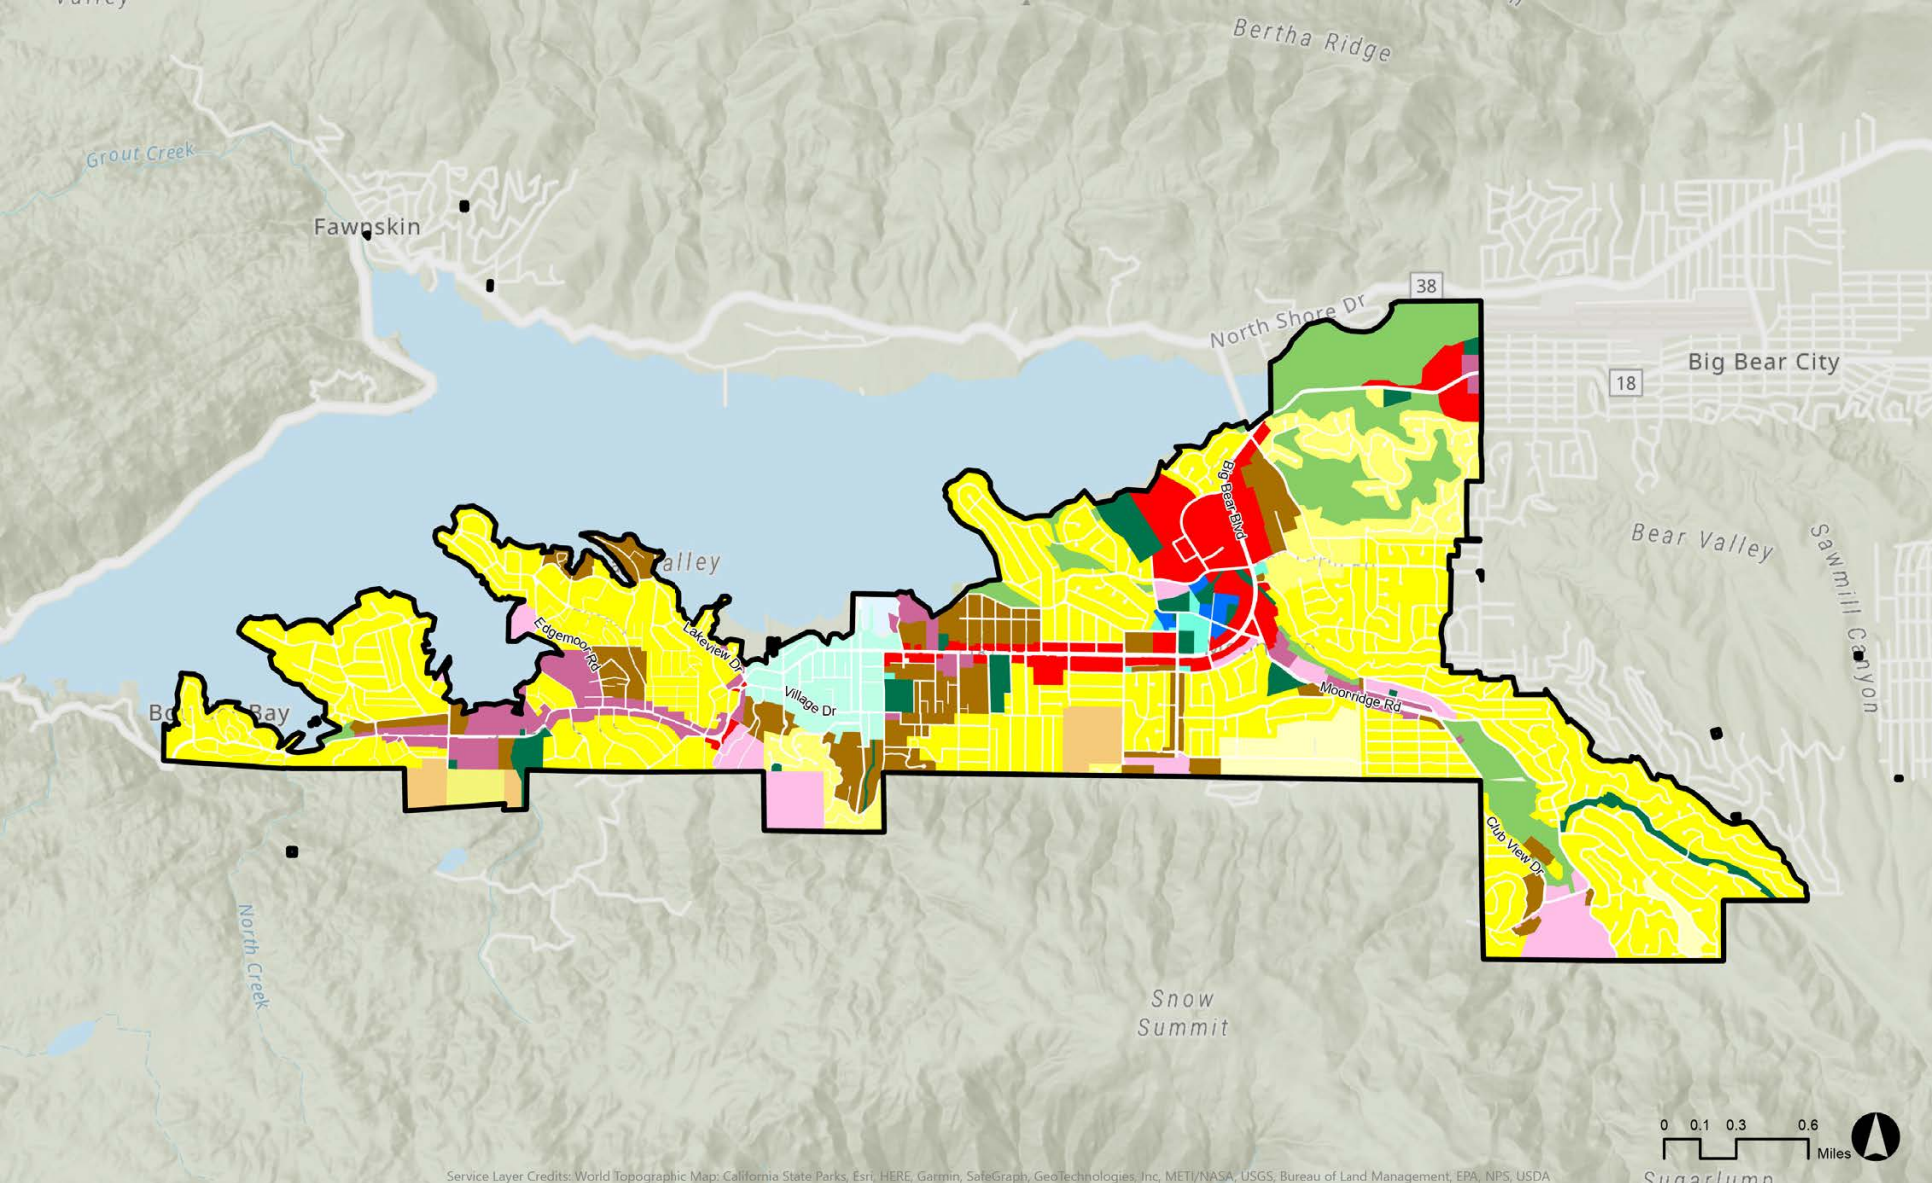 Valley
Bertha Ridge
Grout Creek
Fawnskin
38
North Shore Dr
Big Bear City
18
Big Bear Blvd
Bear Valley
Sawmill Canyon
alley
Edgemoor Rd
Lakeview Dr
Village Dr
Moonridge Rd
Bay
Club View Dr
North Creek
Snow
Summit
0 0.1 0.3 0.6
Miles
Sugarlump
Service Layer Credits: World Topographic Map: California State Parks, Esri, HERE, Garmin, SafeGraph, GeoTechnologies, Inc, METI/NASA, USGS, Bureau of Land Management, EPA, NPS, USDA